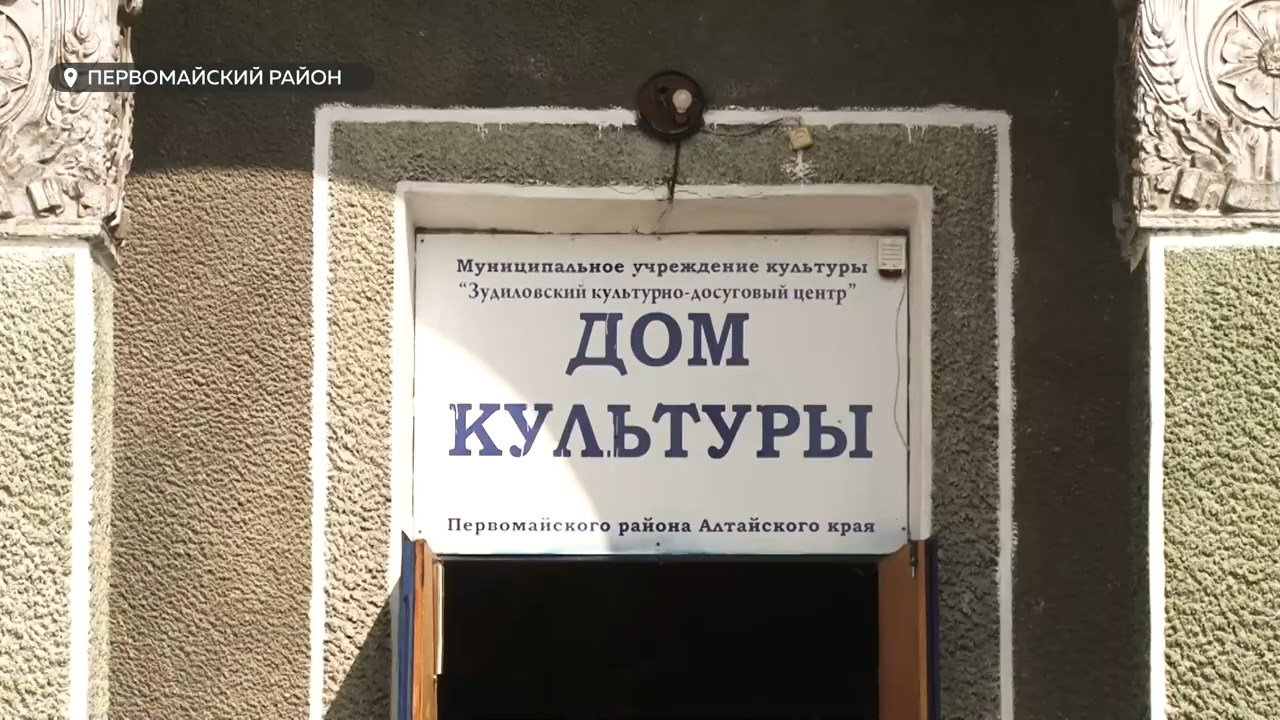 ПЕРВОМАЙСКИЙ РАЙОН
Муниципальное учреждение культуры
“Зудиловский культурно-досуговый центр”
ДОМ
КУЛЬТУРЫ
Первомайского района Алтайского края